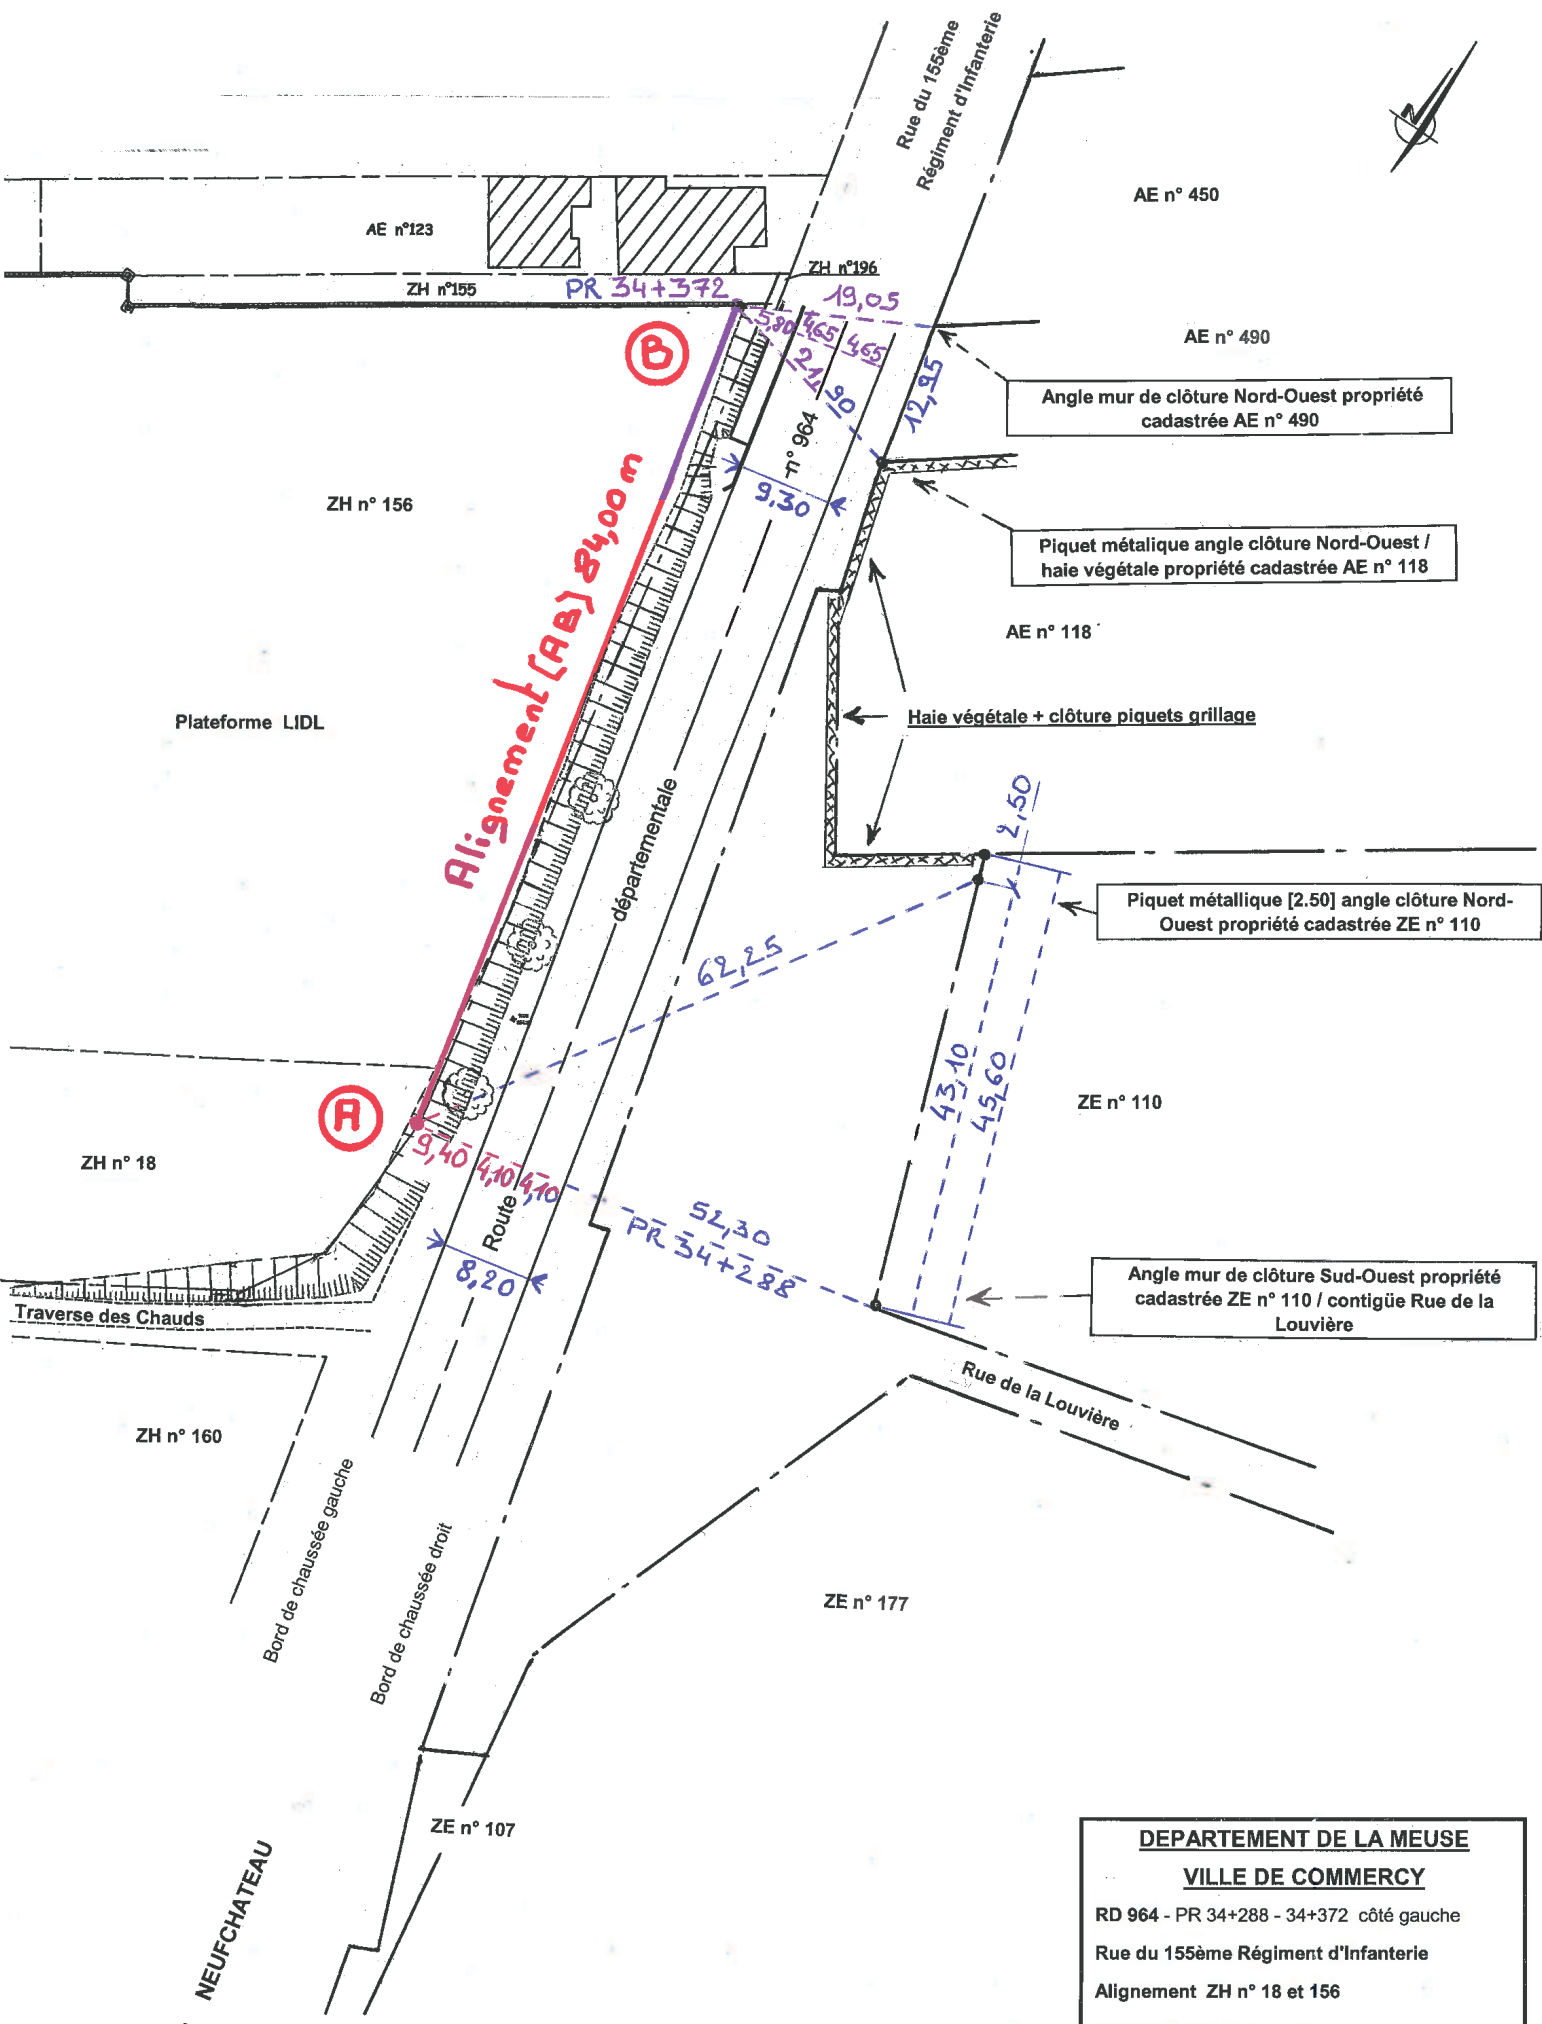 Rue du 155ème
Régiment d'Infanterie
N
AE n° 450
AE n°123
ZH n°196
ZH n°155
PR 34+372
19,05
5,80
4,65
4,65
B
21,90
12,95
AE n° 490
Angle mur de clôture Nord-Ouest propriété
cadastrée AE n° 490
n° 964
9,30
ZH n° 156
Piquet métalique angle clôture Nord-Ouest /
haie végétale propriété cadastrée AE n° 118
AE n° 118
Alignement [AB] 84,00 m
Plateforme LIDL
Haie végétale + clôture piquets grillage
départementale
2,50
Piquet métallique [2.50] angle clôture Nord-
Ouest propriété cadastrée ZE n° 110
62,25
43,10
45,60
ZE n° 110
A
ZH n° 18
9,40
4,10
4,10
Route
52,30
PR 34+288
8,20
Angle mur de clôture Sud-Ouest propriété
cadastrée ZE n° 110 / contigüe Rue de la
Louvière
Traverse des Chauds
Rue de la Louvière
ZH n° 160
Bord de chaussée gauche
Bord de chaussée droit
ZE n° 177
ZE n° 107
NEUFCHATEAU
DEPARTEMENT DE LA MEUSE
VILLE DE COMMERCY
RD 964 - PR 34+288 - 34+372 côté gauche
Rue du 155ème Régiment d'Infanterie
Alignement ZH n° 18 et 156